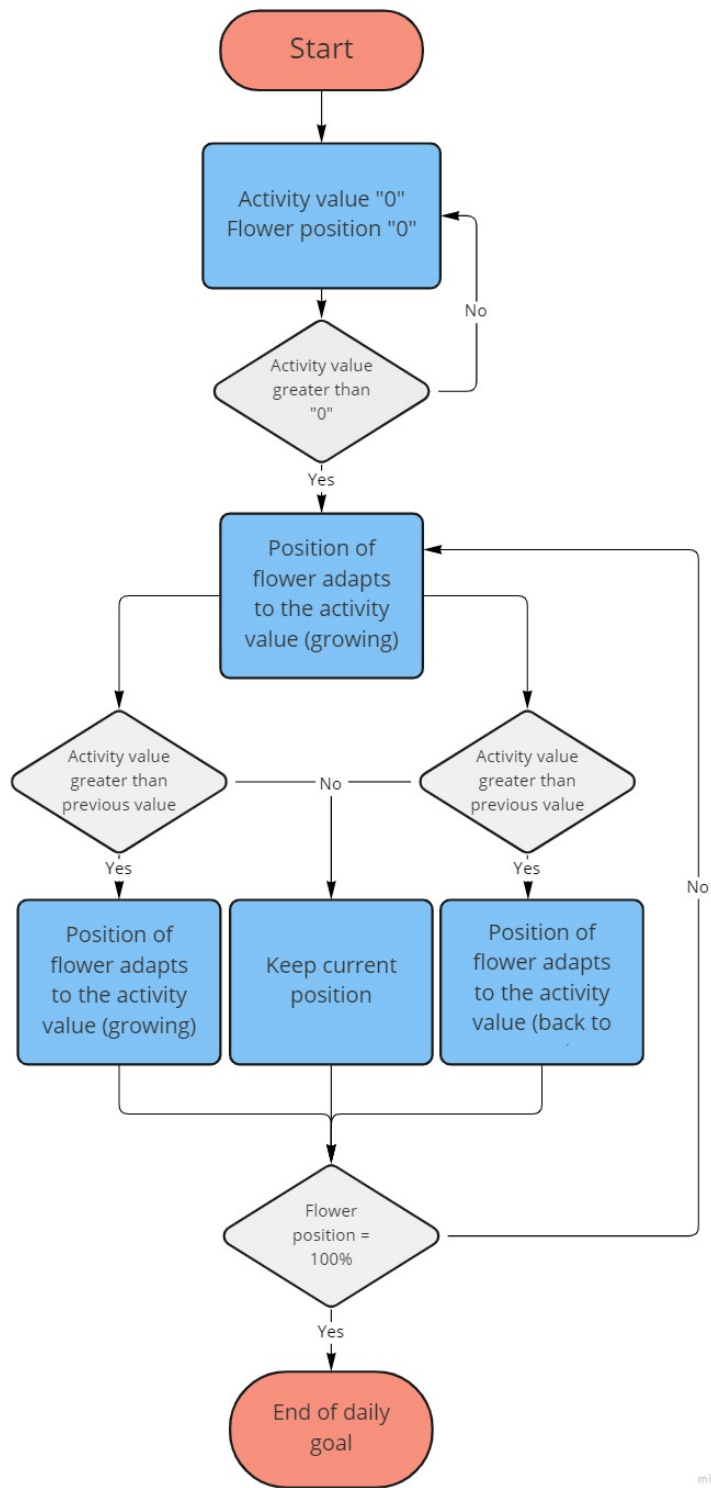 Start
Activity value "0"
Flower position "0"
No
Activity value
greater than
"0"
Yes
Position of
flower adapts
to the activity
value (growing)
Activity value
greater than
previous value
No
Activity value
greater than
previous value
Yes
Yes
No
Position of
flower adapts
to the activity
value (growing)
Keep current
position
Position of
flower adapts
to the activity
value (back to
Flower
position =
100%
Yes
End of daily
goal
mi